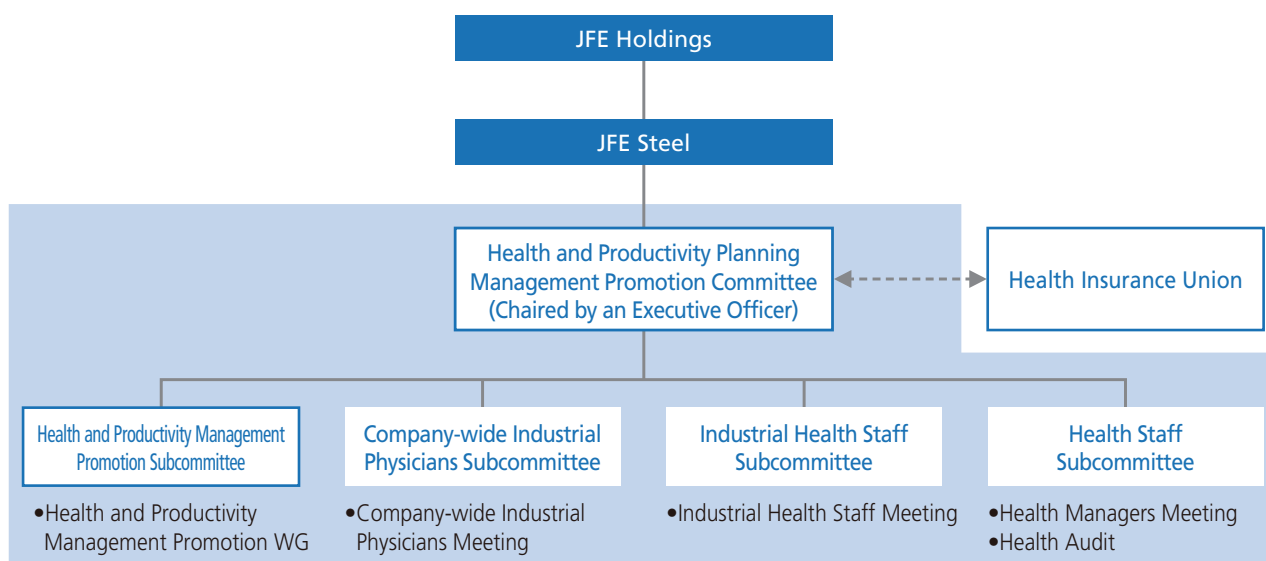 JFE Holdings
JFE Steel
Health and Productivity Planning
Management Promotion Committee
(Chaired by an Executive Officer)
Health Insurance Union
Health and Productivity Management
Promotion Subcommittee
Company-wide Industrial
Physicians Subcommittee
Industrial Health Staff
Subcommittee
Health Staff
Subcommittee
•Health and Productivity
Management Promotion WG
•Company-wide Industrial
Physicians Meeting
•Industrial Health Staff Meeting
•Health Managers Meeting
•Health Audit